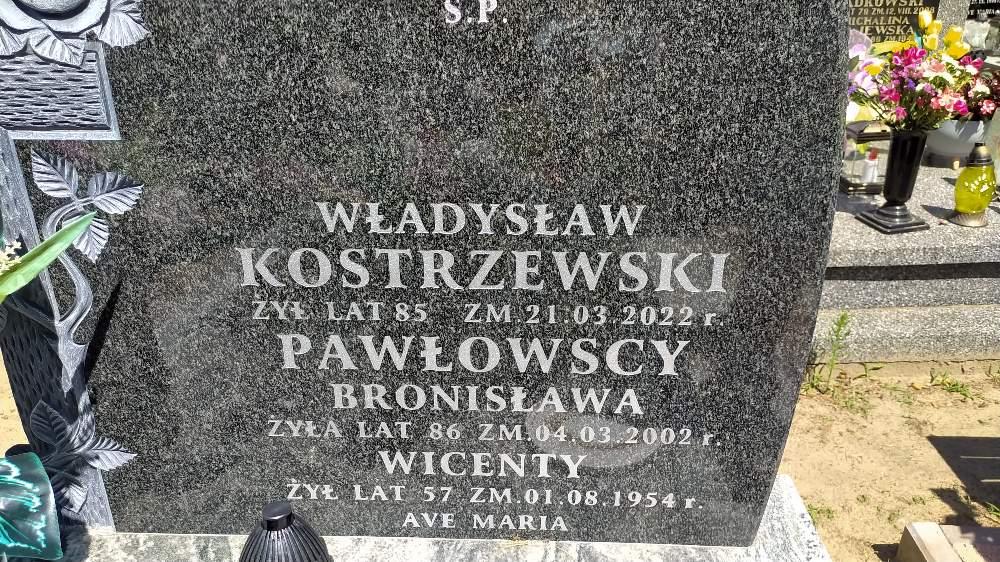 Ś.P.
WŁADYSŁAW
KOSTRZEWSKI
ŻYŁ LAT 85 ZM.21.03.2022 r.
PAWŁOWSCY
BRONISŁAWA
ŻYŁA LAT 86 ZM.04.03.2002 r.
WICENTY
ŻYŁ LAT 57 ZM.01.08.1954 r.
AVE MARIA